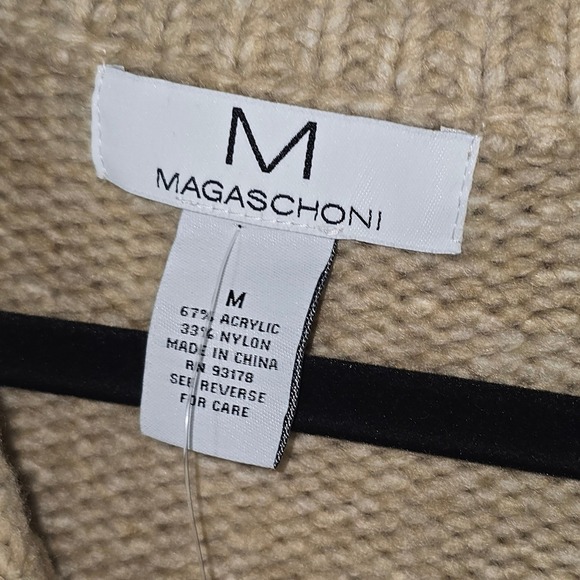 M
MAGASCHONI
M
67% ACRYLIC
33% NYLON
MADE IN CHINA
RN 93178
SEE REVERSE
FOR CARE